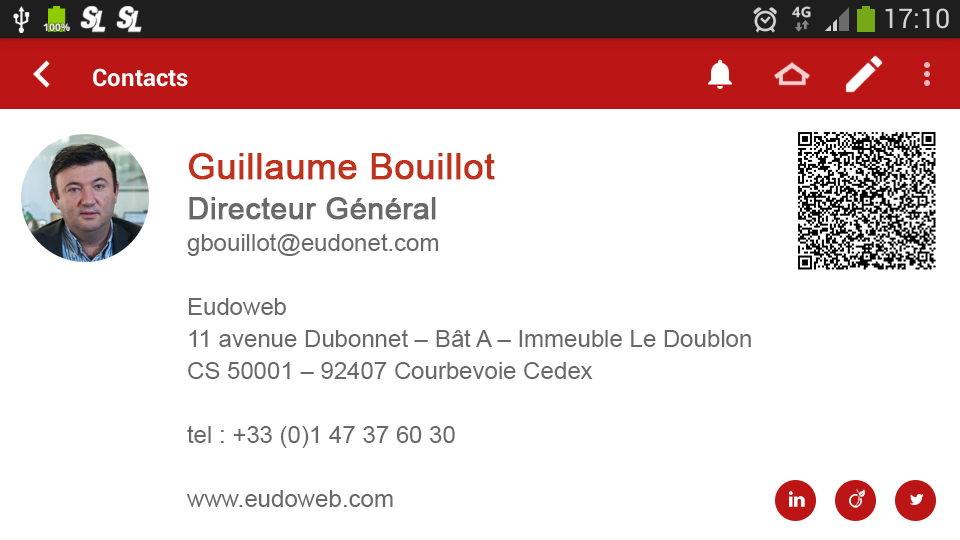 100%
SL
SL
4G
17:10
Contacts
Guillaume Bouillot
Directeur Général
gbouillot@eudonet.com
Eudoweb
11 avenue Dubonnet – Bât A – Immeuble Le Doublon
CS 50001 – 92407 Courbevoie Cedex
tel : +33 (0)1 47 37 60 30
www.eudoweb.com
in